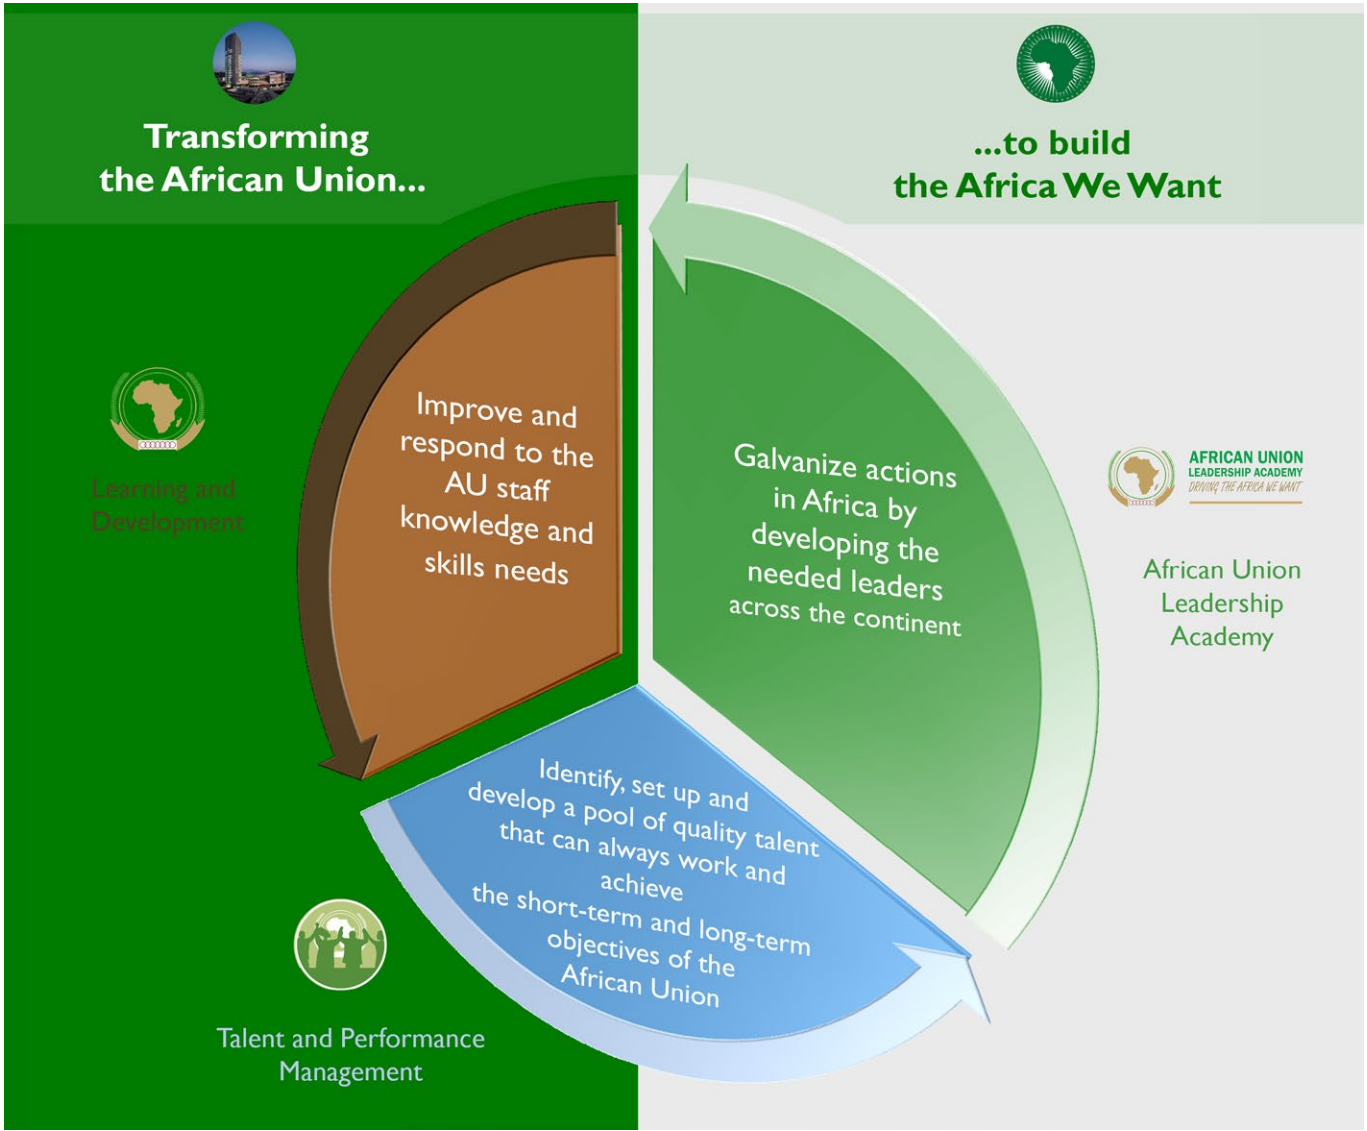 Transforming
the African Union...
...to build
the Africa We Want
Improve and
respond to the
AU staff
knowledge and
skills needs
Learning and
Development
Galvanize actions
in Africa by
developing the
needed leaders
across the continent
AFRICAN UNION
LEADERSHIP ACADEMY
DRIVING THE AFRICA WE WANT
African Union
Leadership
Academy
Identify, set up and
develop a pool of quality talent
that can always work and
achieve
the short-term and long-term
objectives of the
African Union
Talent and Performance
Management